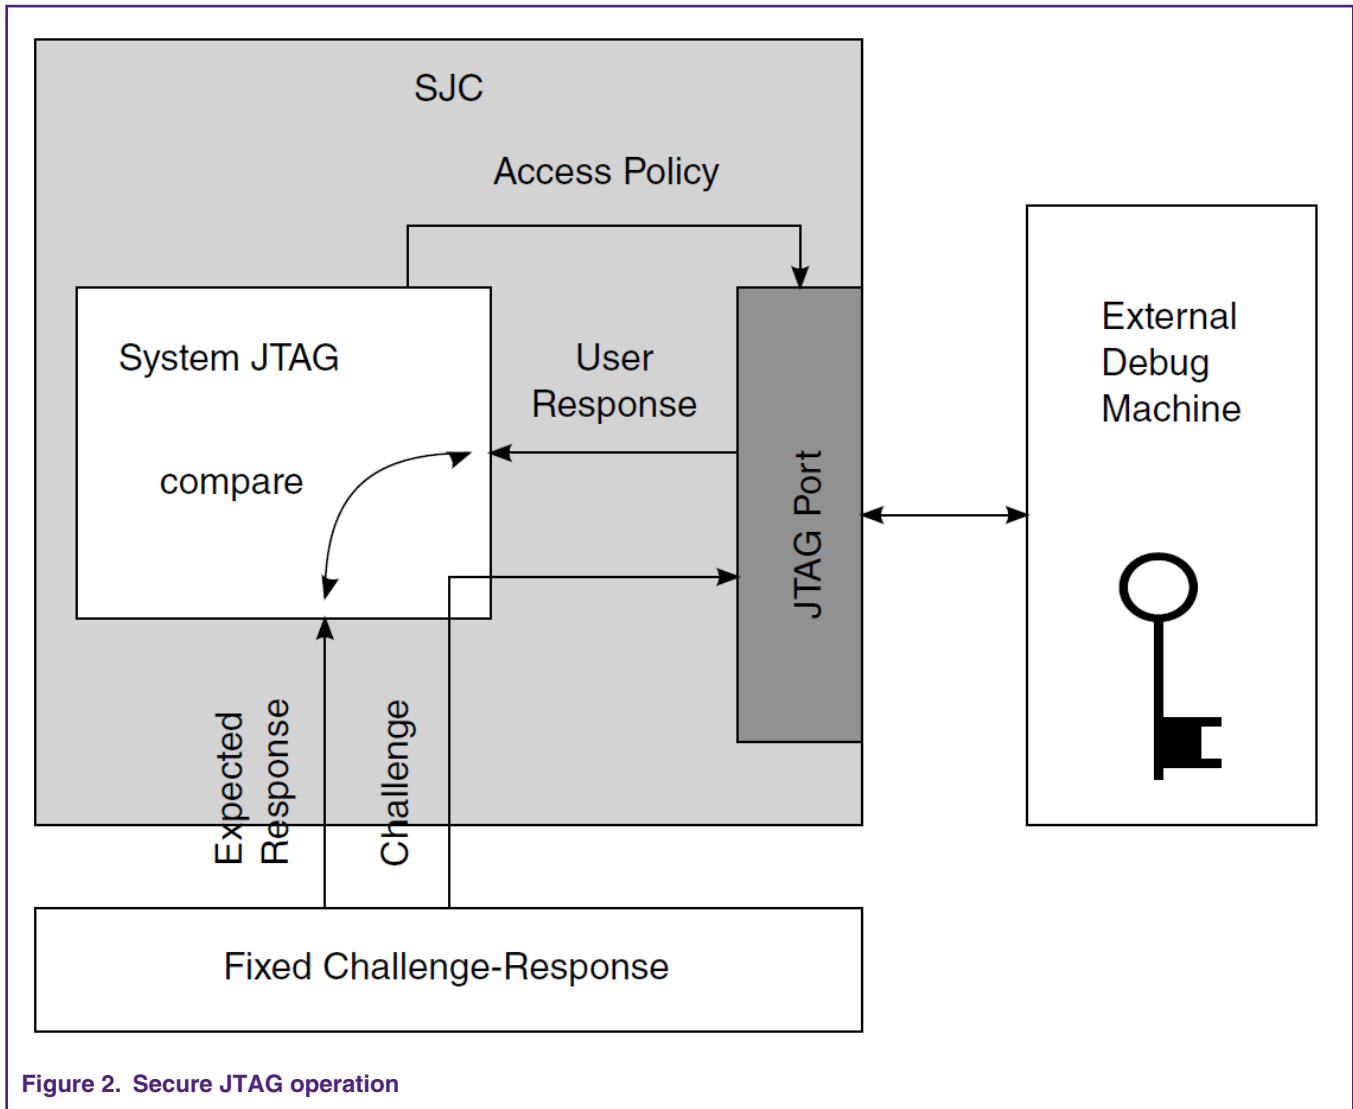 SJC
Access Policy
System JTAG
compare
User
Response
JTAG Port
External
Debug
Machine
Expected
Response
Challenge
Fixed Challenge-Response
Figure 2. Secure JTAG operation